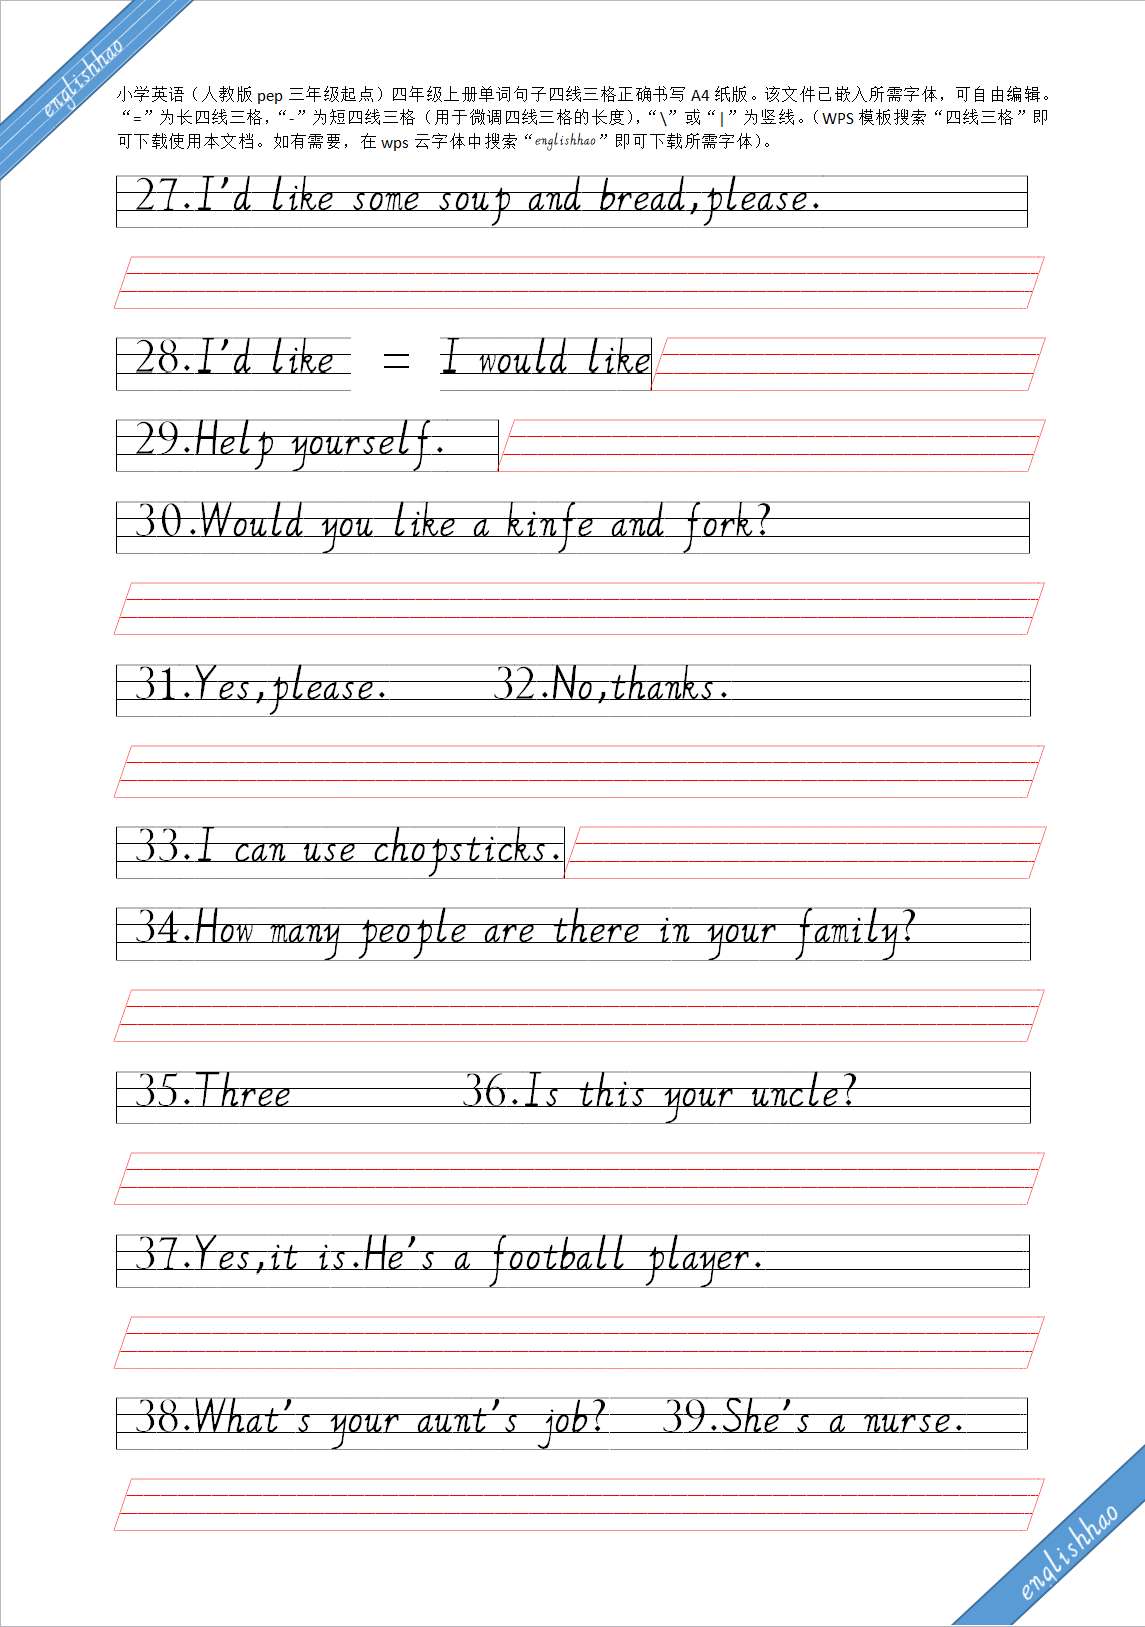 englishhao
小学英语（人教版 pep 三年级起点）四年级上册单词句子四线三格正确书写 A4 纸版。该文件已嵌入所需字体，可自由编辑。
“=”为长四线三格，“-”为短四线三格（用于微调四线三格的长度），“\”或“|”为竖线。（WPS 模板搜索“四线三格”即
可下载使用本文档。如有需要，在 wps 云字体中搜索“englishhao”即可下载所需字体）。
27.I'd like some soup and bread,please.
28.I'd like = I would like
29.Help yourself.
30.Would you like a kinfe and fork?
31.Yes,please. 32.No,thanks.
33.I can use chopsticks.
34.How many people are there in your family?
35.Three 36.Is this your uncle?
37.Yes,it is.He's a football player.
38.What's your aunt's job? 39.She's a nurse.
englishhao